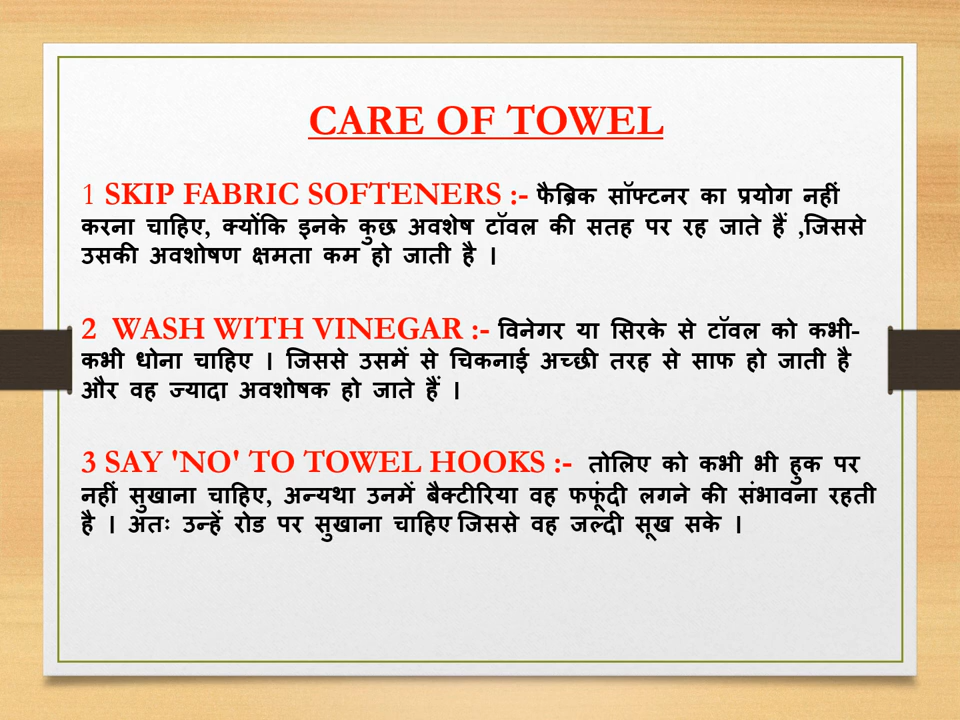 CARE OF TOWEL
1 SKIP FABRIC SOFTENERS :- फैब्रिक सॉफ्टनर का प्रयोग नहीं
करना चाहिए, क्योंकि इनके कुछ अवशेष टॉवल की सतह पर रह जाते हैं ,जिससे
उसकी अवशोषण क्षमता कम हो जाती है ।
2 WASH WITH VINEGAR :- विनेगर या सिरके से टॉवल को कभी-
कभी धोना चाहिए । जिससे उसमें से चिकनाई अच्छी तरह से साफ हो जाती है
और वह ज्यादा अवशोषक हो जाते हैं ।
3 SAY 'NO' TO TOWEL HOOKS :- तोलिए को कभी भी हुक पर
नहीं सुखाना चाहिए, अन्यथा उनमें बैक्टीरिया वह फफूंदी लगने की संभावना रहती
है । अतः उन्हें रोड पर सुखाना चाहिए जिससे वह जल्दी सूख सके ।